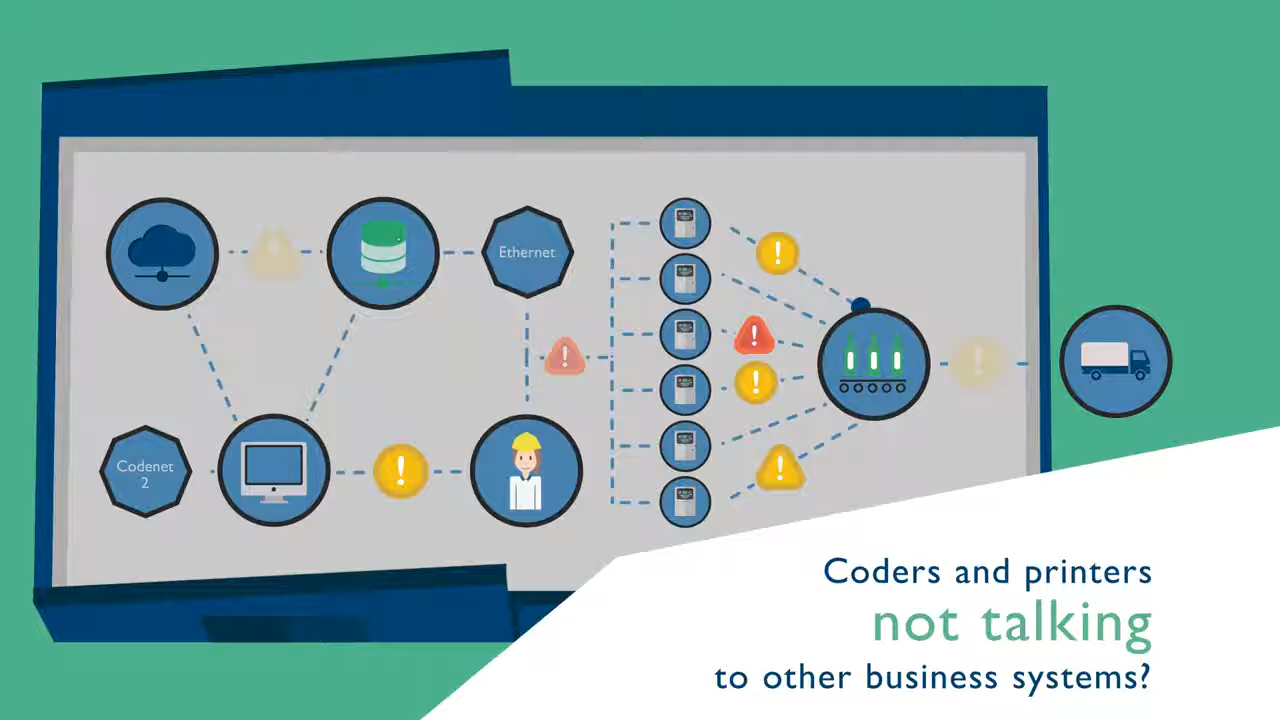 Ethernet
Codenet
2
Coders and printers
not talking
to other business systems?